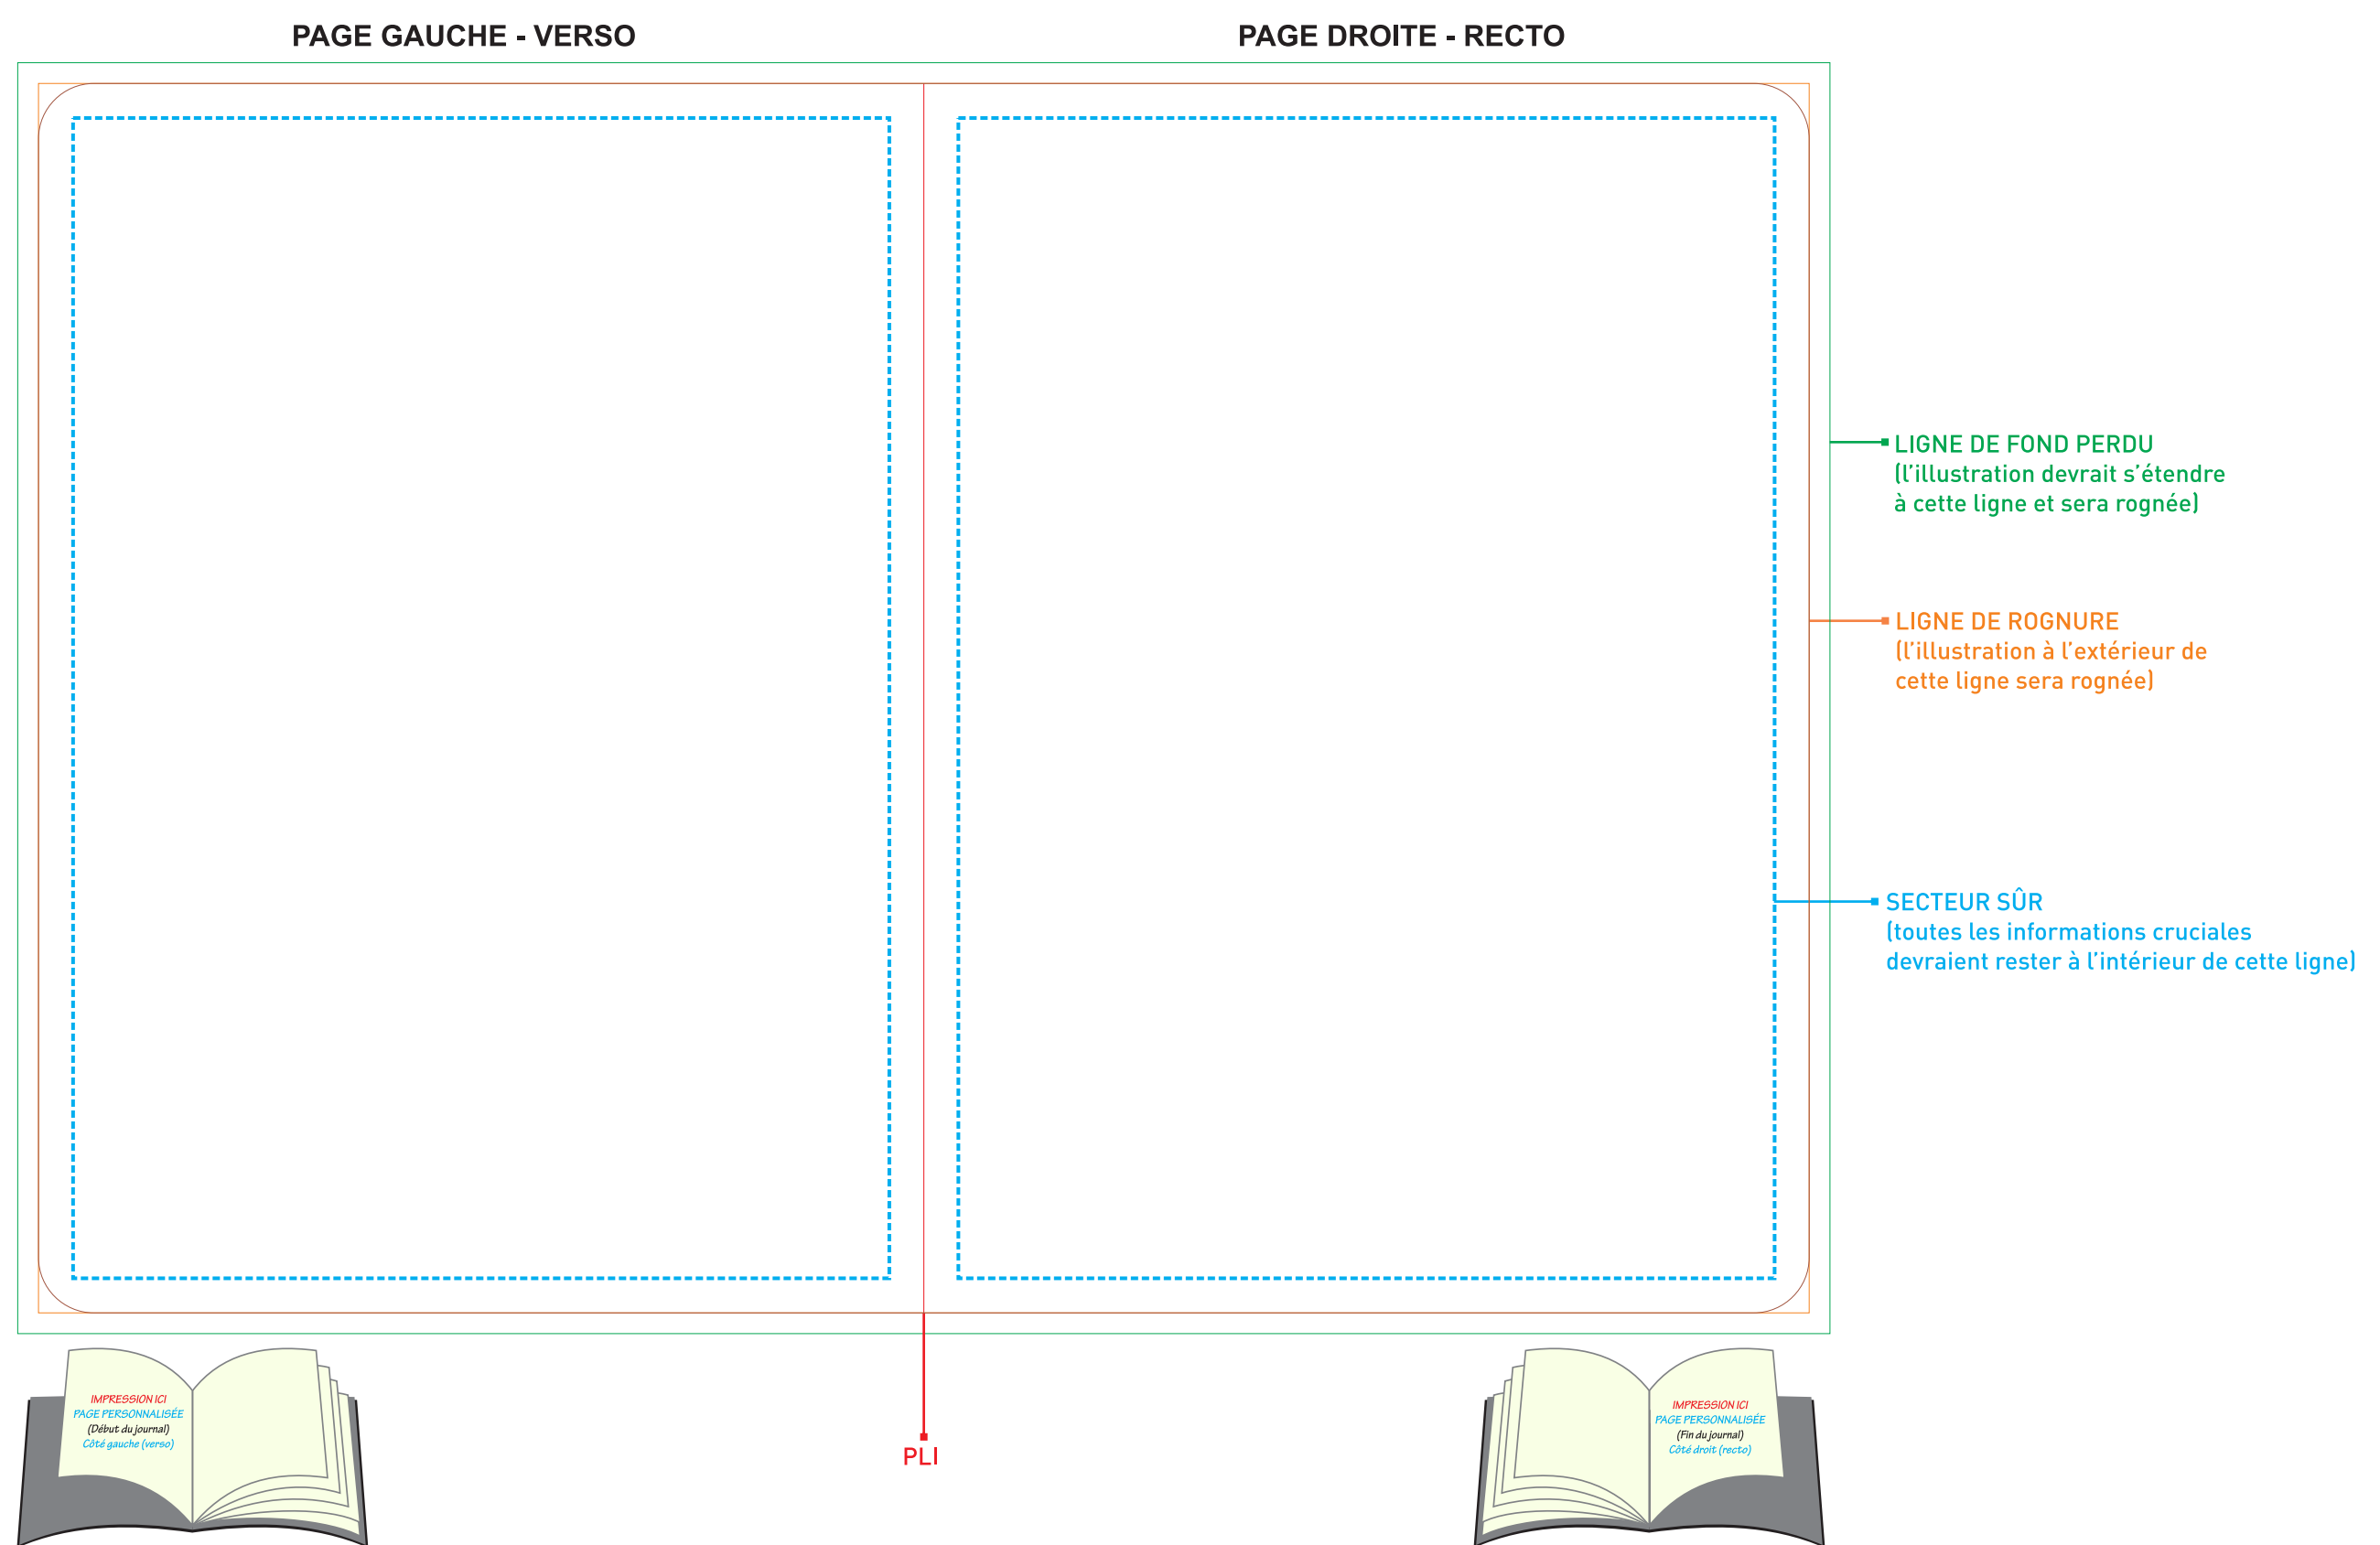 PAGE GAUCHE - VERSO
PAGE DROITE - RECTO
LIGNE DE FOND PERDU
(l'illustration devrait s'étendre
à cette ligne et sera rognée)
LIGNE DE ROGNURE
(l'illustration à l'extérieur de
cette ligne sera rognée)
SECTEUR SÛR
(toutes les informations cruciales
devraient rester à l'intérieur de cette ligne)
IMPRESSION ICI
PAGE PERSONNALISÉE
(Début du journal)
Côté gauche (verso)
PLI
IMPRESSION ICI
PAGE PERSONNALISÉE
(Fin du journal)
Côté droit (recto)